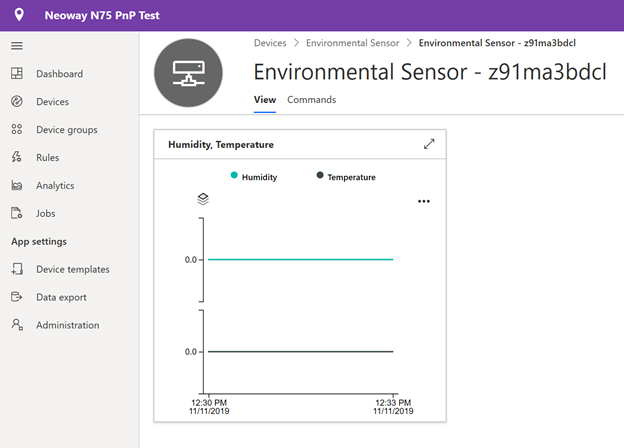 Neoway N75 PnP Test
Dashboard
Devices
Device groups
Rules
Analytics
Jobs
App settings
Device templates
Data export
Administration
Devices > Environmental Sensor > Environmental Sensor - z91ma3bdcl
Environmental Sensor - z91ma3bdcl
View Commands
Humidity, Temperature
Humidity Temperature
0.0
0.0
12:30 PM 12:33 PM
11/11/2019 11/11/2019